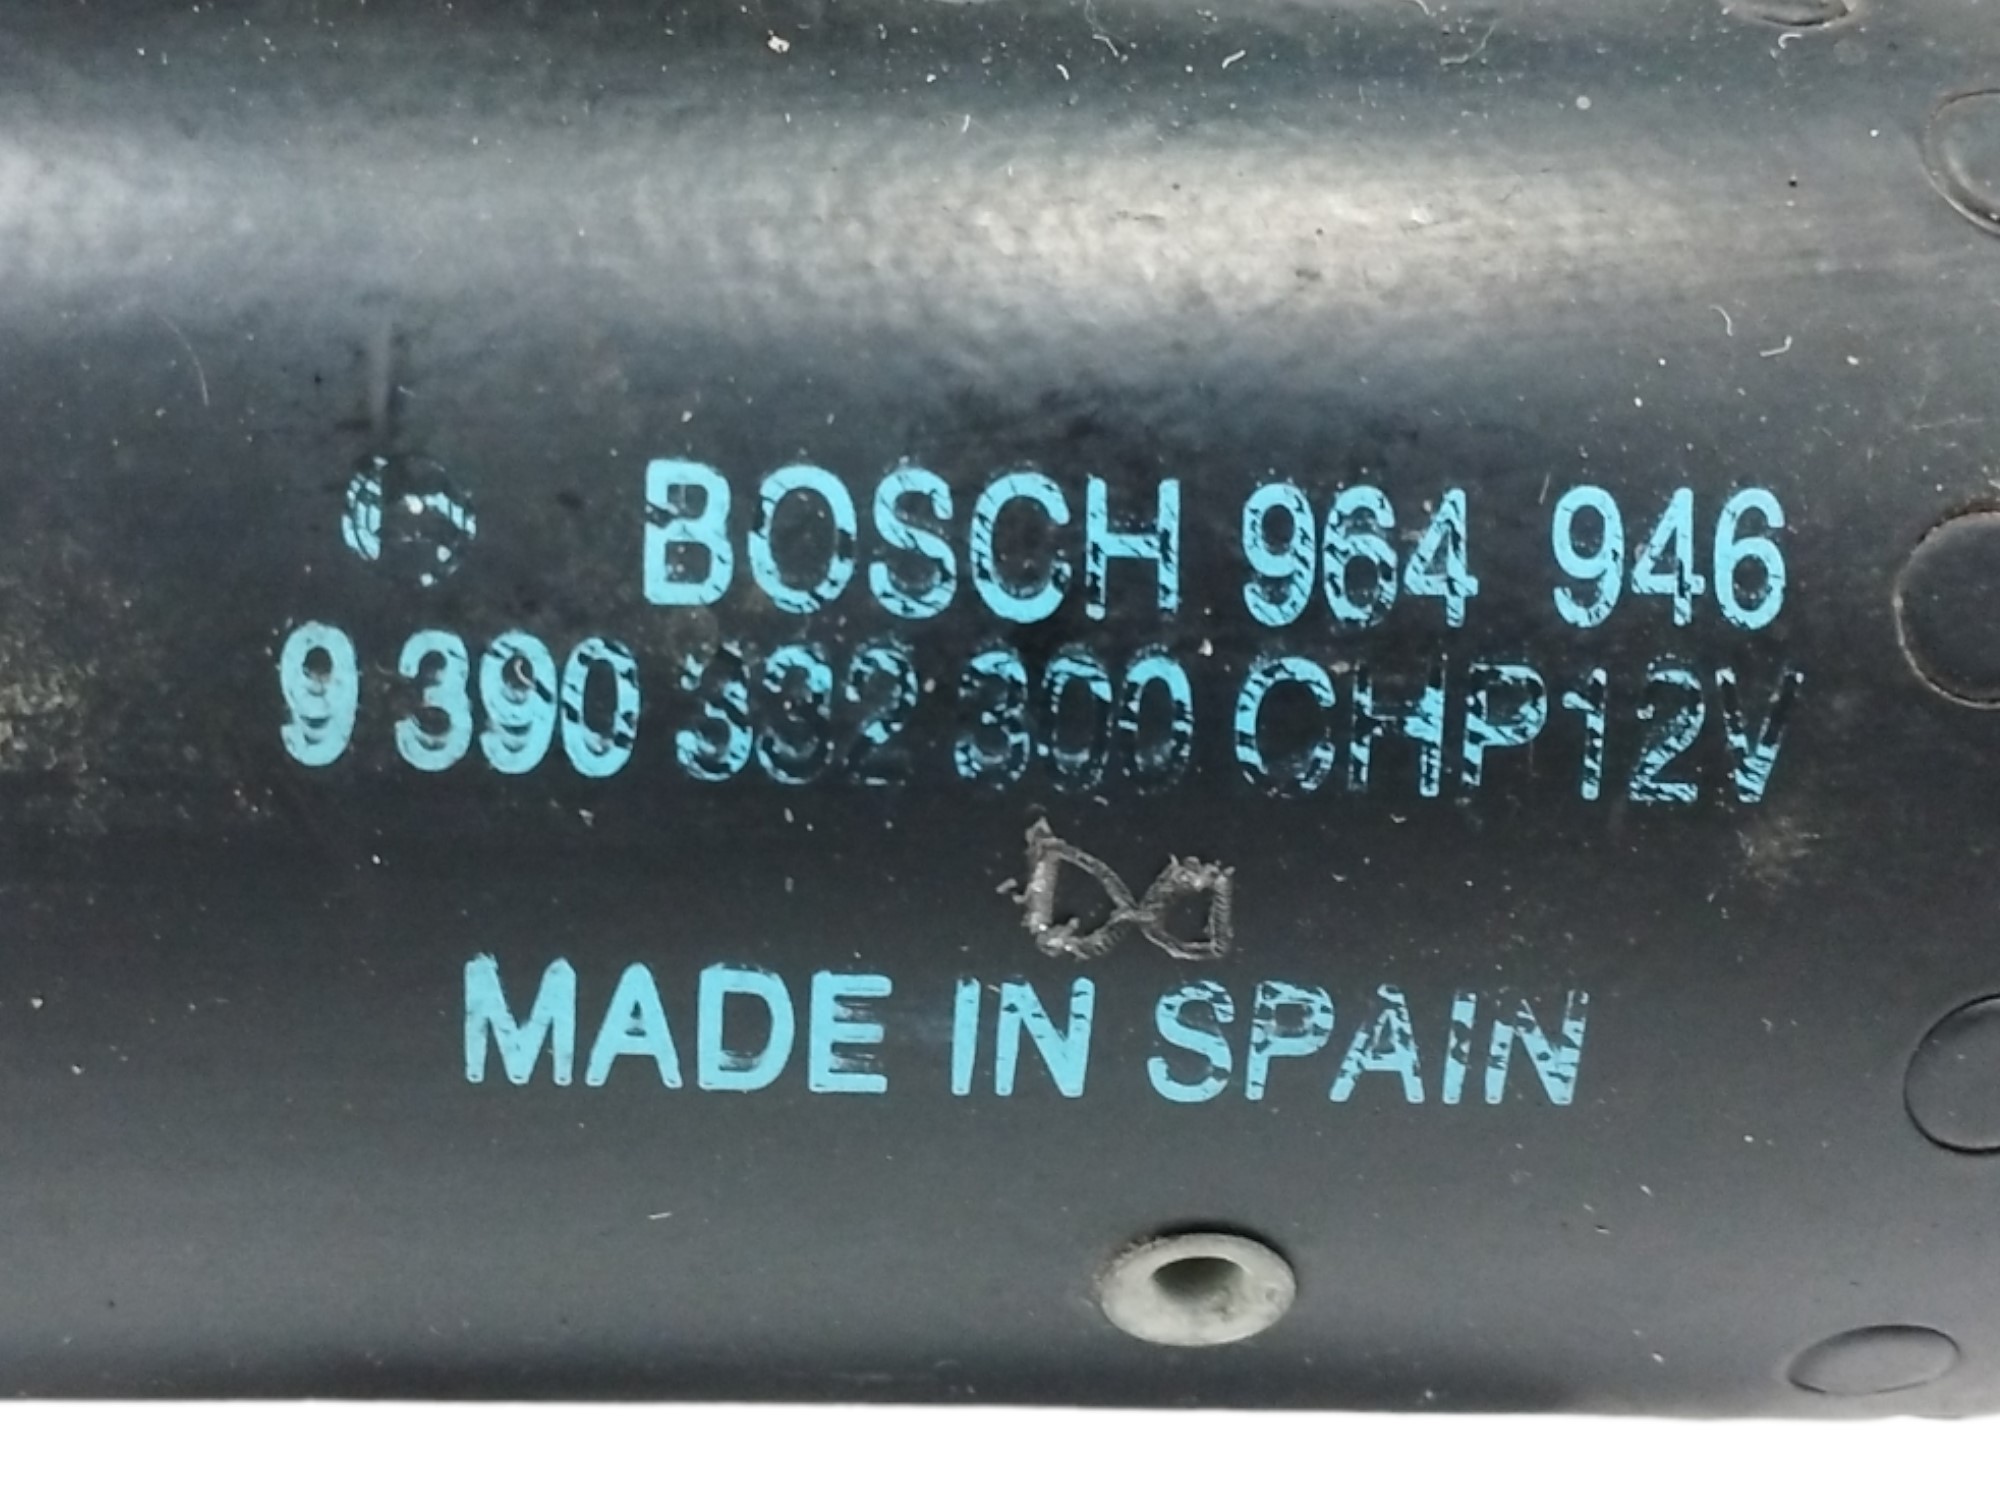 BOSCH 964 946
9 390 332 300 CHP12V
MADE IN SPAIN